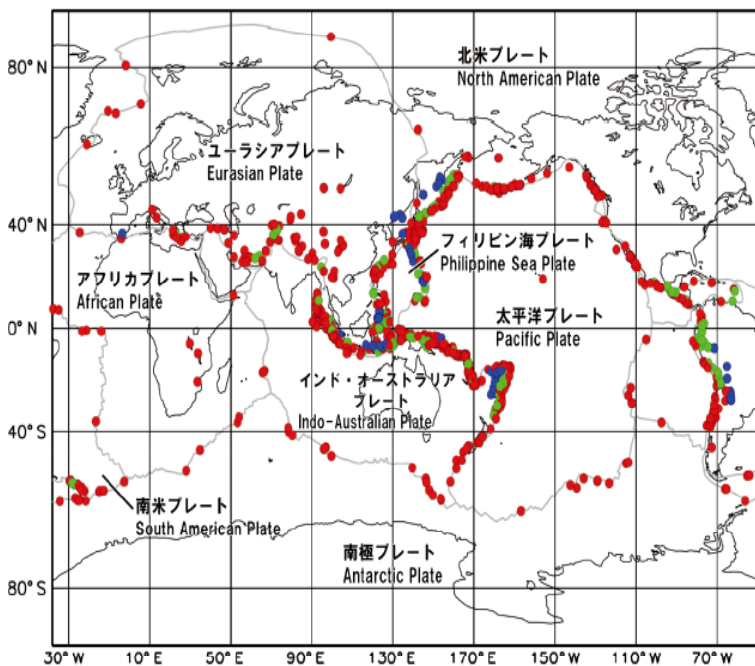 北米プレート
North American Plate
80° N
ユーラシアプレート
Eurasian Plate
40° N
フィリピン海プレート
Philippine Sea Plate
アフリカプレート
African Plate
太平洋プレート
Pacific Plate
0° N
インド・オーストラリア
プレート
Indo-Australian Plate
40° S
南米プレート
South American Plate
南極プレート
Antarctic Plate
80° S
30° W 10° E 50° E 90° E 130° E 170° E 150° W 110° W 70° W